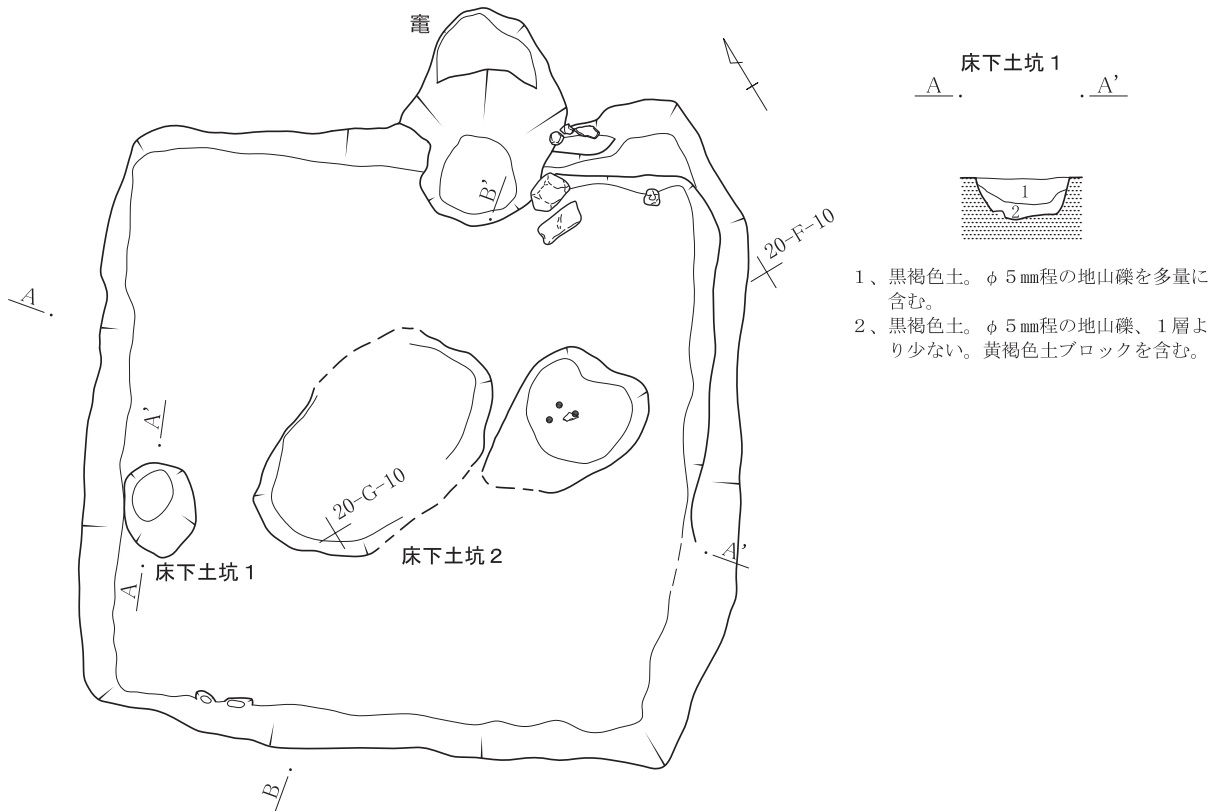 竈
B’
20-F-10
A
A’
20-G-10
床下土坑２
A’
床下土坑１
A
B
床下土坑１
A
A’
1
2
１、黒褐色土。φ５㎜程の地山礫を多量に
含む。
２、黒褐色土。φ５㎜程の地山礫、１層よ
り少ない。黄褐色土ブロックを含む。